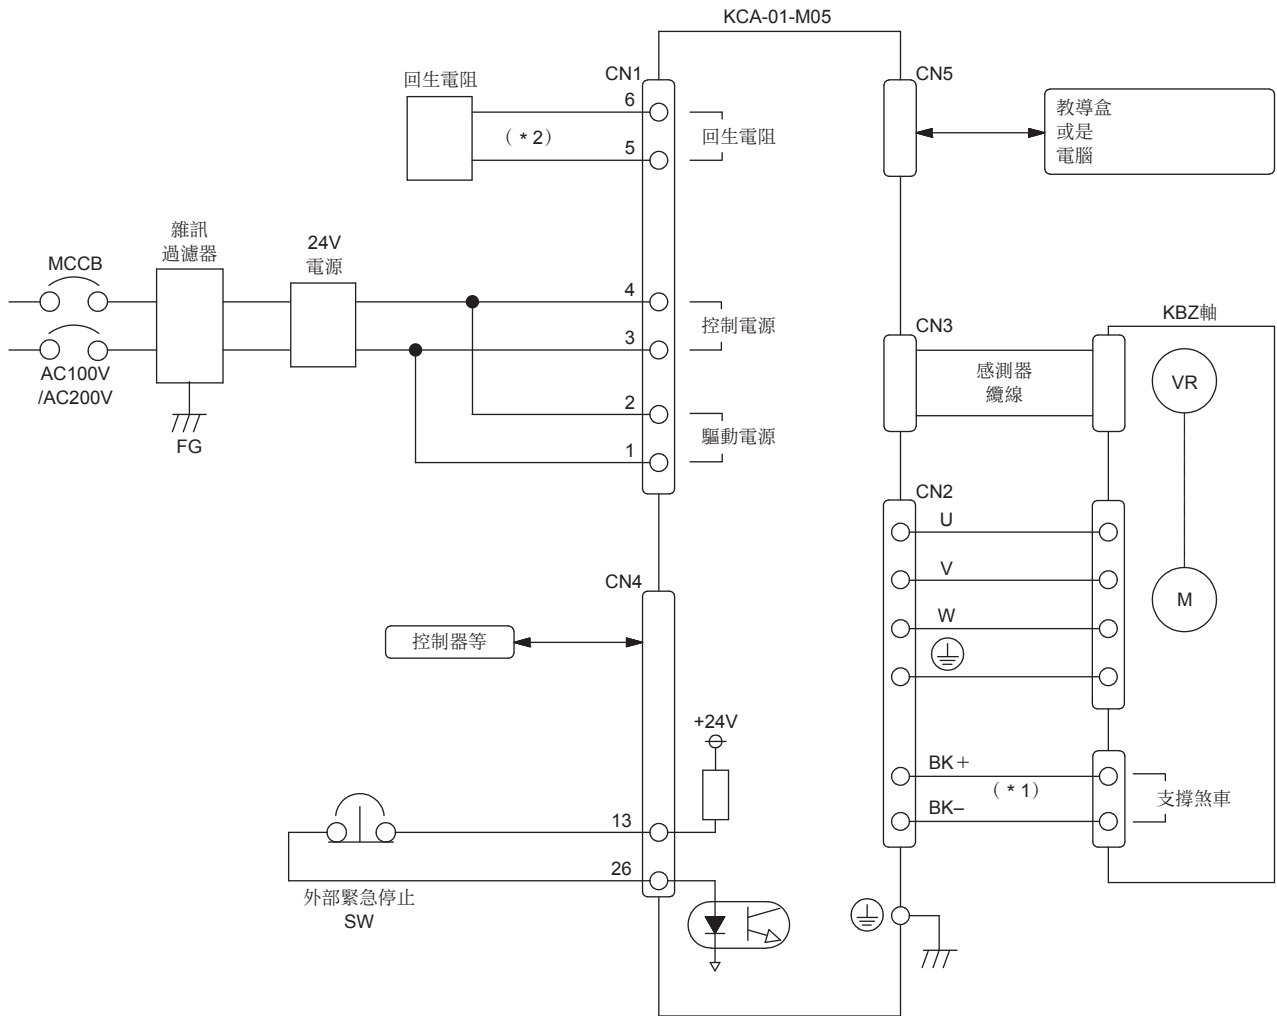 KCA-01-M05
CN1
回生電阻
6
5
(＊2)
回生電阻
CN5
教導盒
或是
電腦
雜訊
過濾器
24V
電源
MCCB
AC100V
/AC200V
FG
4
3
2
1
控制電源
驅動電源
CN3
感測器
纜線
KBZ軸
VR
M
CN2
U
V
W
BK＋
(＊1)
BK–
支撐煞車
CN4
控制器等
+24V
13
26
外部緊急停止
SW